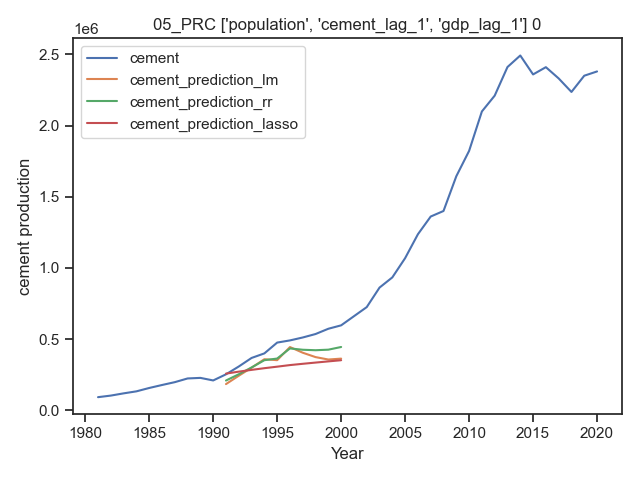 05_PRC ['population', 'cement_lag_1', 'gdp_lag_1'] 0
1e6
cement
cement_prediction_lm
cement_prediction_rr
cement_prediction_lasso
2.5
2.0
1.5
1.0
0.5
0.0
cement production
1980 1985 1990 1995 2000 2005 2010 2015 2020
Year